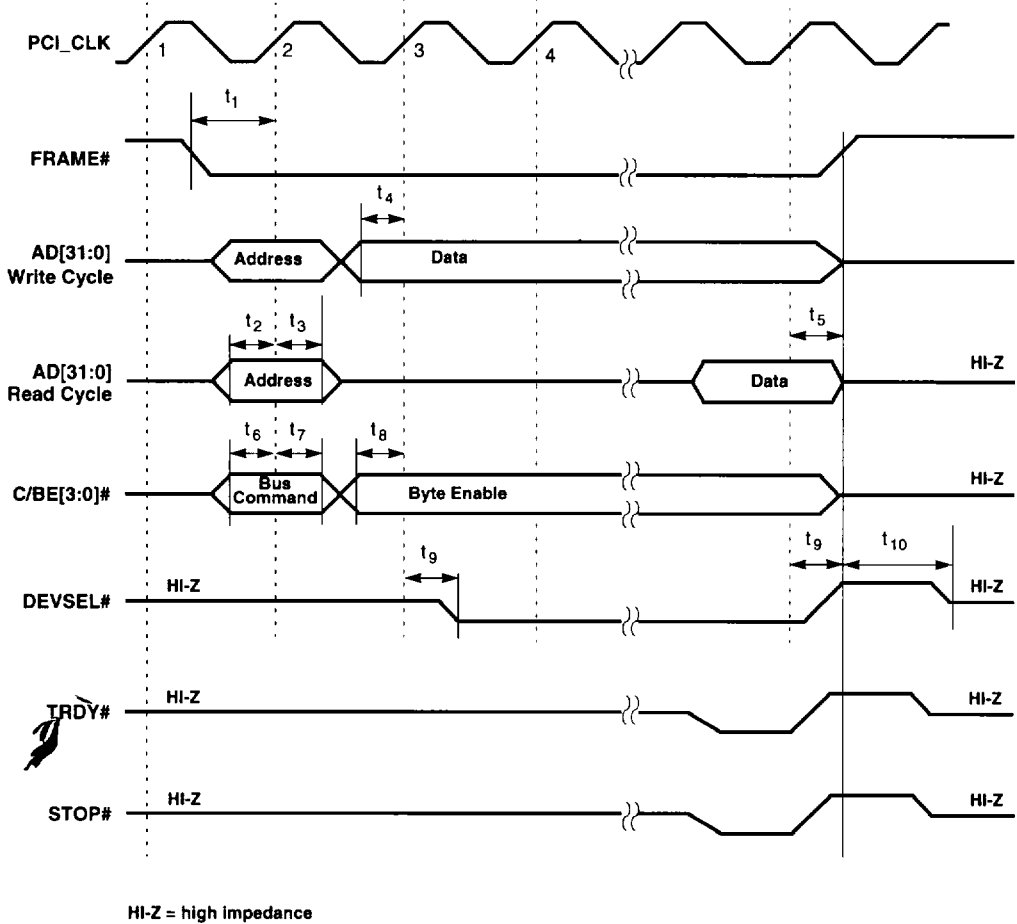 PCI_CLK 1 2 3 4
t1
FRAME#
t4
AD[31:0]
Write Cycle
Address Data
t2 t3 t5
AD[31:0]
Read Cycle
Address Data HI-Z
t6 t7 t8
C/BE[3:0]#
Bus
Command
Byte Enable HI-Z
t9 t9 t10
DEVSEL# HI-Z HI-Z
TRDY# HI-Z HI-Z
STOP# HI-Z HI-Z
HI-Z = high impedance